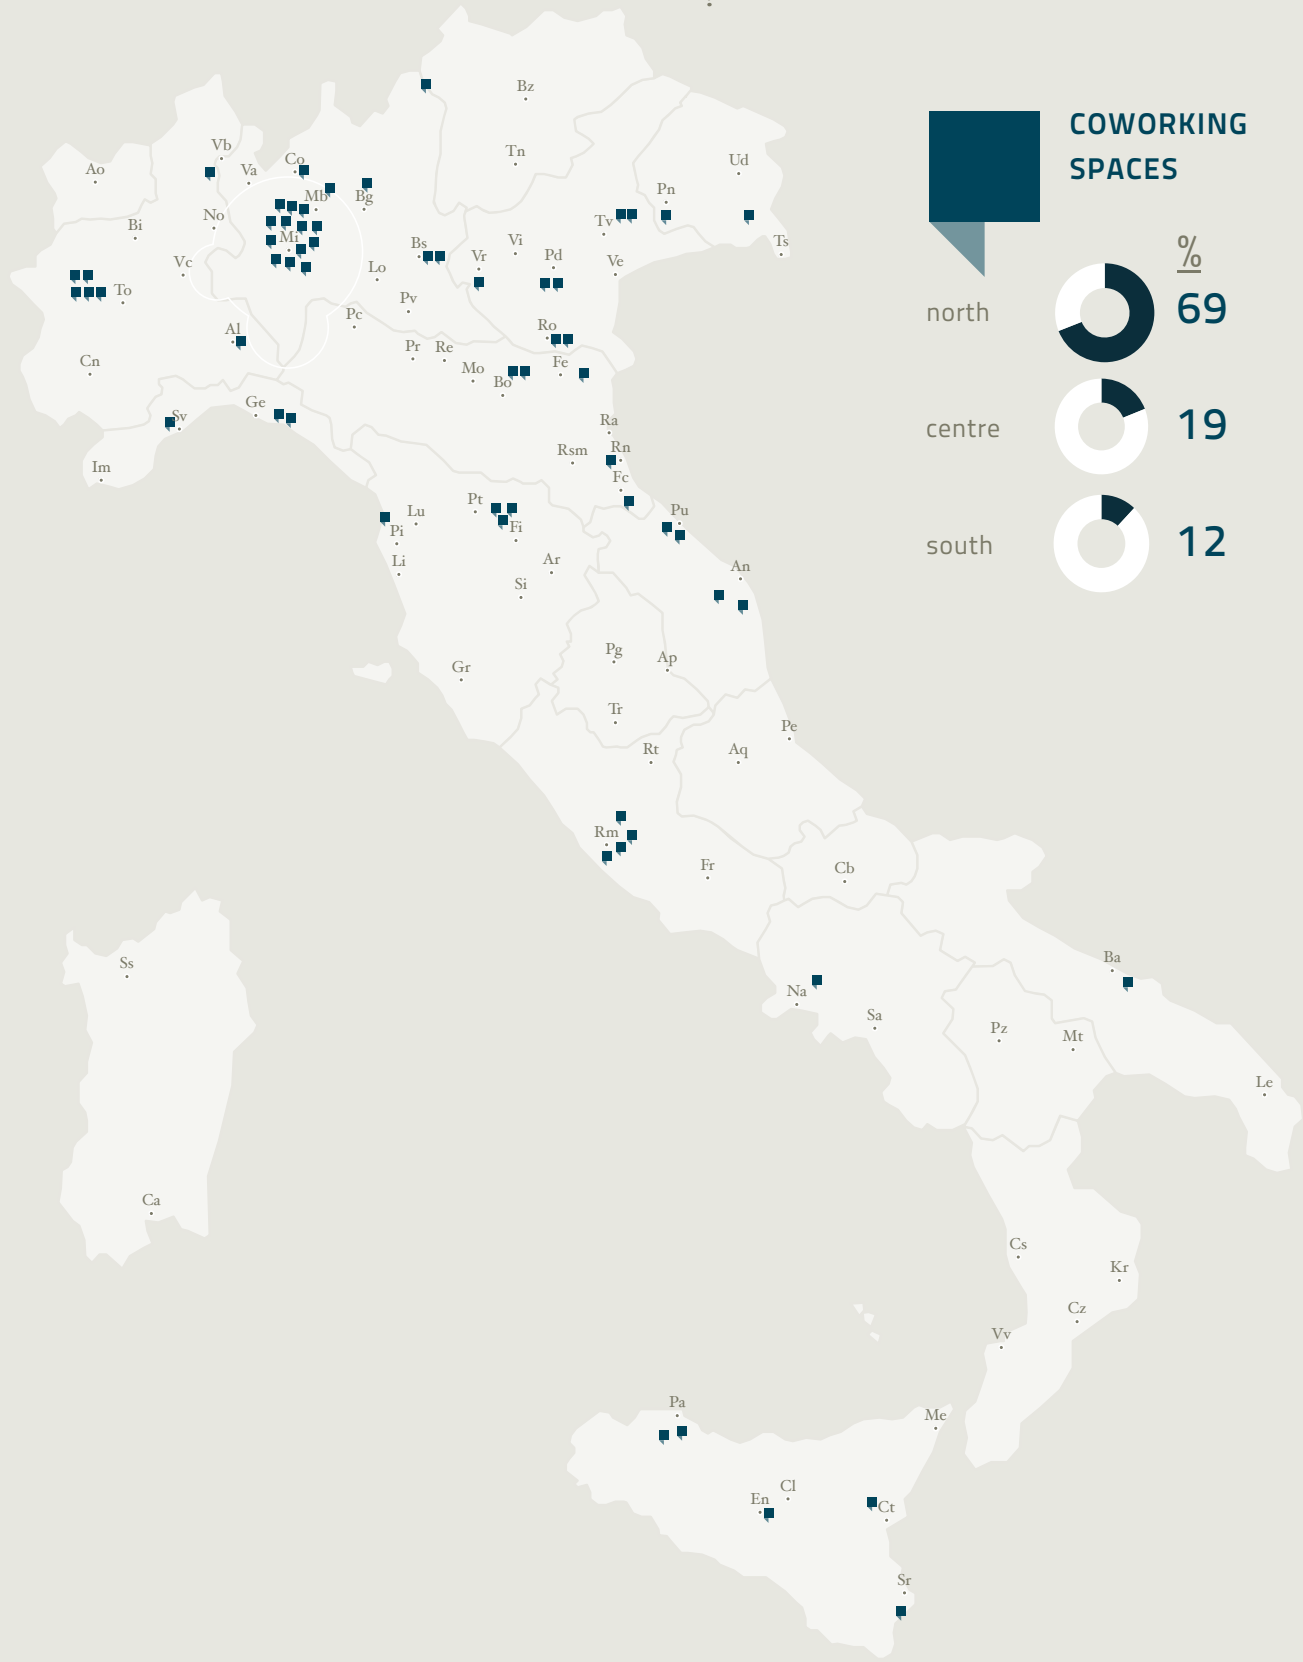 COWORKING
SPACES
%
north 69
centre 19
south 12
Bz
Tn
Vb
Va
Co
Ao
Ud
Pn
Mb
Bg
No
Bi
Tv
Mi
Vi
Ts
Bs
Vr
Pd
Ve
Vc
Lo
To
Pv
Pc
Al
Ro
Cn
Pr
Re
Mo
Bo
Fe
Ge
Sv
Ra
Rn
Rsm
Im
Fc
Pt
Lu
Pi
Fi
Pu
Li
Ar
An
Si
Pg
Ap
Gr
Tr
Pe
Rt
Aq
Rm
Fr
Cb
Ss
Ba
Na
Sa
Pz
Mt
Le
Ca
Cs
Kr
Cz
Vv
Pa
Me
Cl
En
Ct
Sr